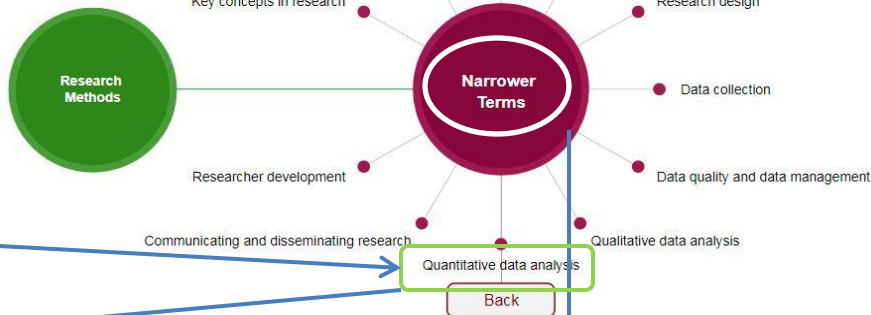 Key concepts in research
Research design
Research
Methods
Narrower
Terms
Data collection
Researcher development
Data quality and data management
Communicating and disseminating research
Qualitative data analysis
Quantitative data analysis
Back